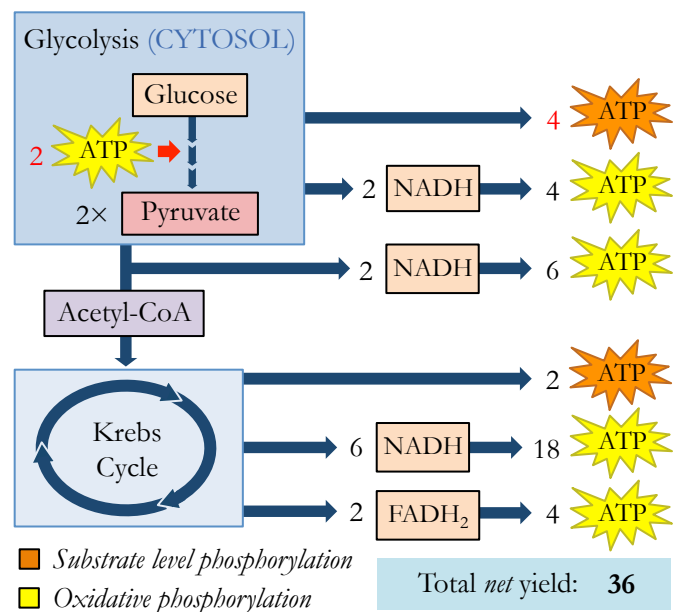 Glycolysis (CYTOSOL)
Glucose
4 ATP
2 ATP
2× Pyruvate
2 NADH 4 ATP
2 NADH 6 ATP
Acetyl-CoA
2 ATP
Krebs
Cycle
6 NADH 18 ATP
2 FADH₂ 4 ATP
Substrate level phosphorylation
Oxidative phosphorylation
Total net yield: 36